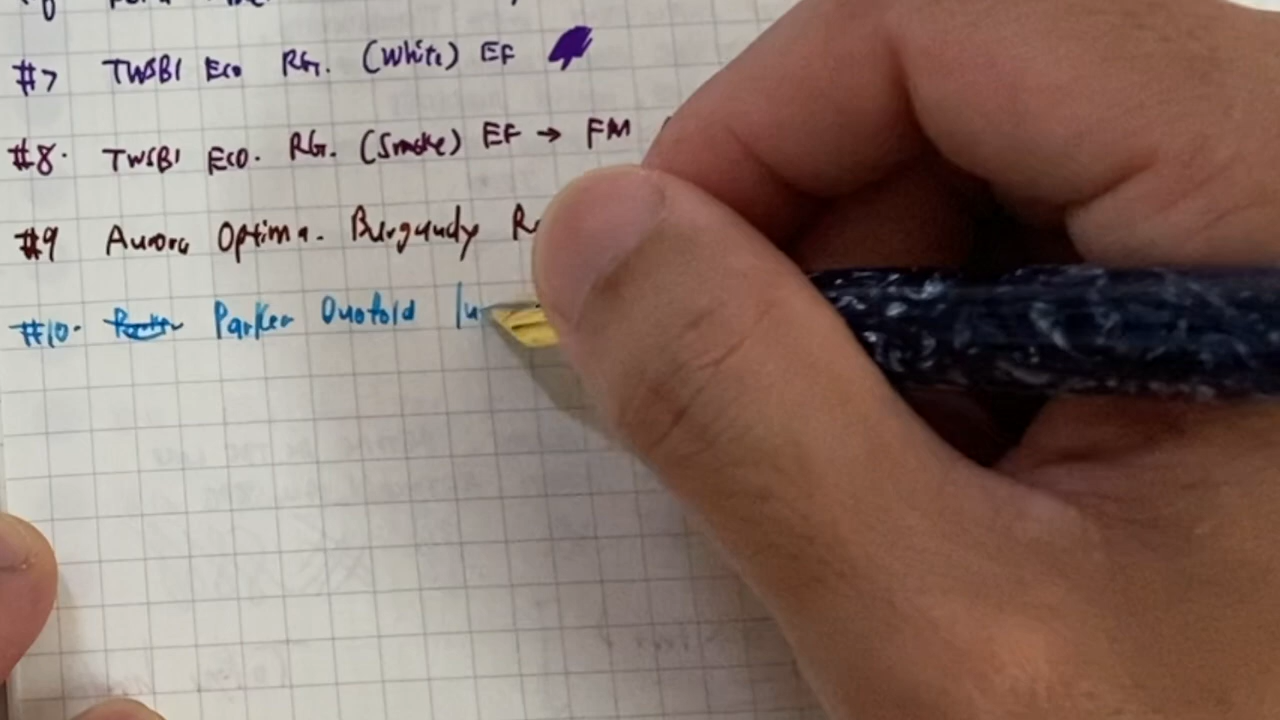 #7 TWSBI Eco RG. (White) EF
#8. TWSBI Eco. RG. (Smoke) EF → FM
#9 Aurora Optima. Burgundy
#10. Parker Duofold